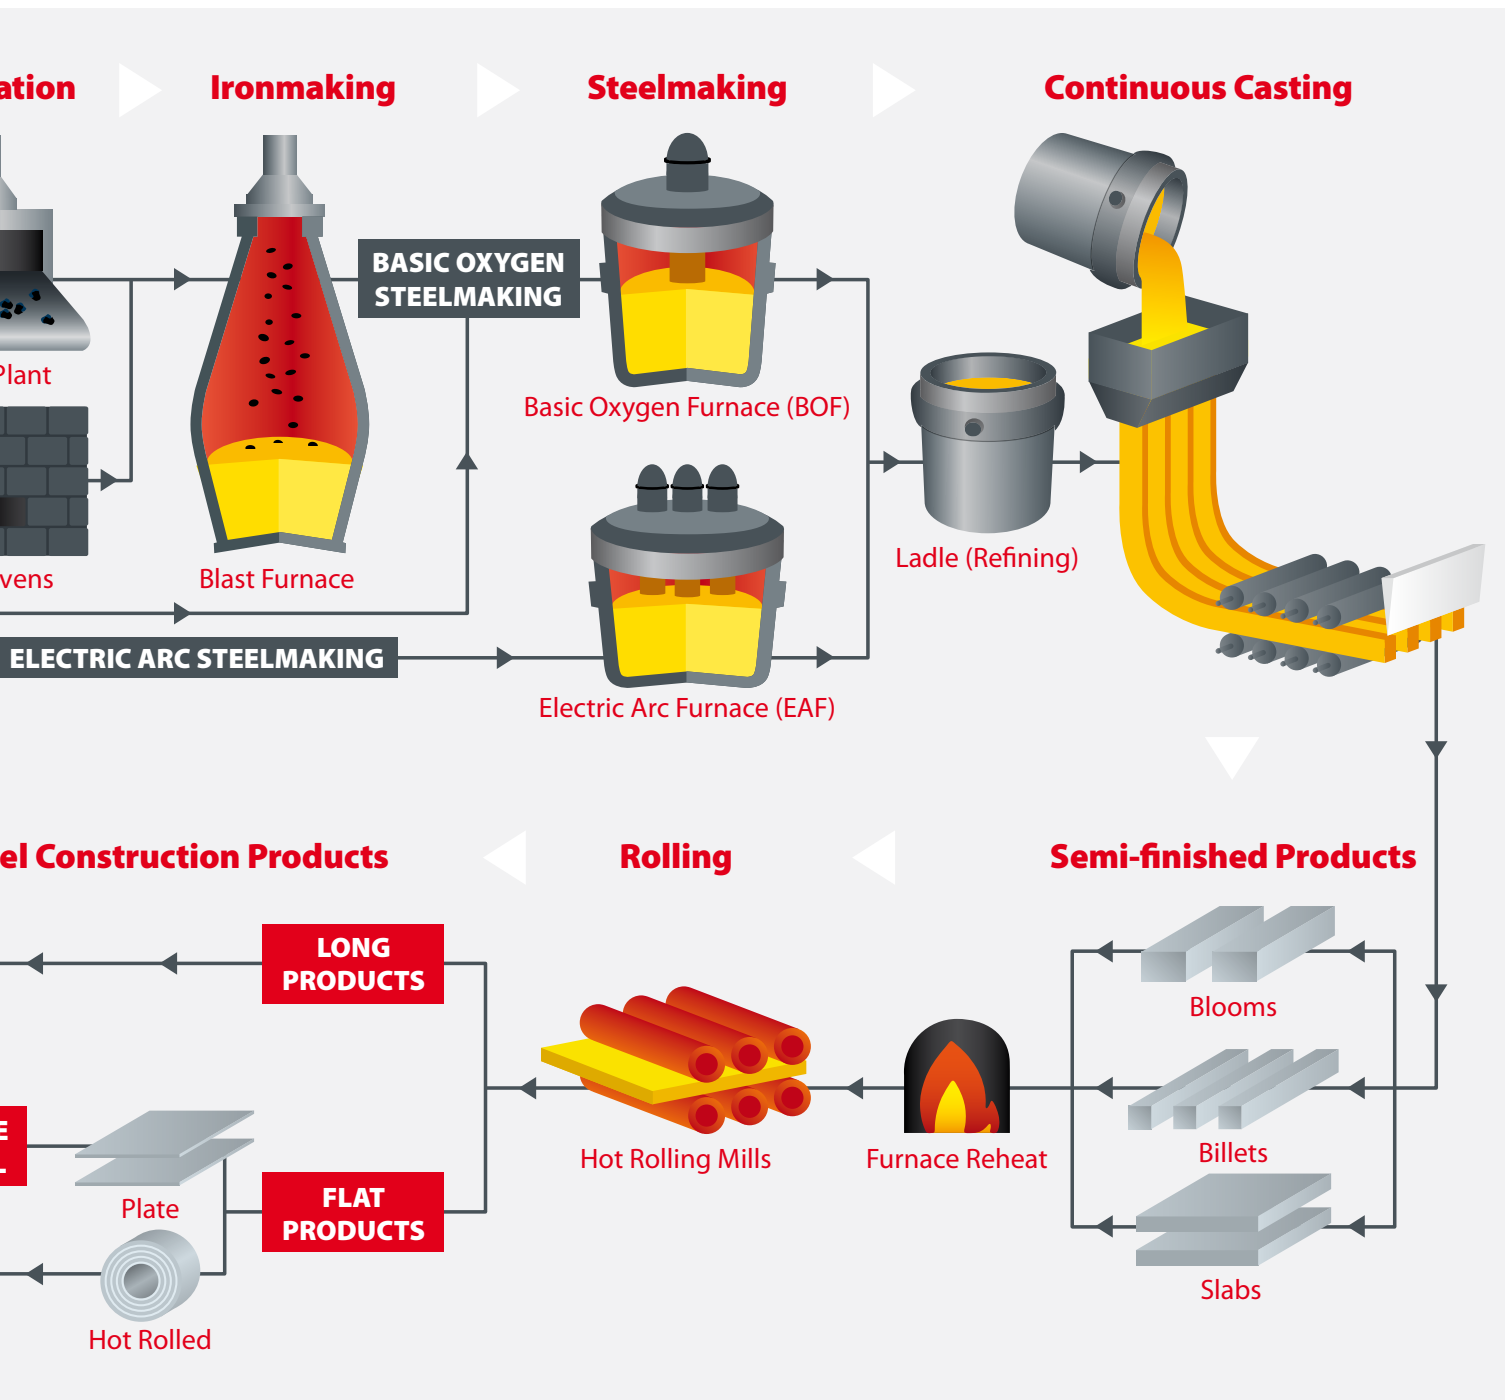 ation
Ironmaking
Steelmaking
Continuous Casting
BASIC OXYGEN
STEELMAKING
Plant
Basic Oxygen Furnace (BOF)
vens
Blast Furnace
Ladle (Refining)
ELECTRIC ARC STEELMAKING
Electric Arc Furnace (EAF)
el Construction Products
Rolling
Semi-finished Products
LONG
PRODUCTS
Blooms
E
Hot Rolling Mills
Furnace Reheat
Billets
Plate
FLAT
PRODUCTS
Slabs
Hot Rolled